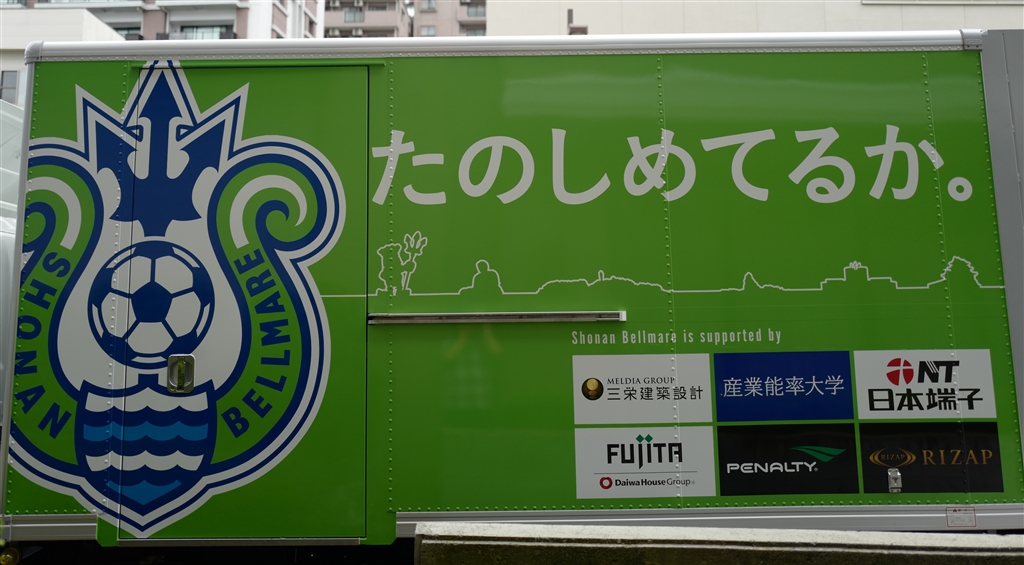 SHONAN
BELLMARE
たのしめてるか。
Shonan Bellmare is supported by
MELDIA GROUP
三栄建築設計
産業能率大学
NT
日本端子
FUJITA
Daiwa House Group
PENALTY
RIZAP
RIZAP